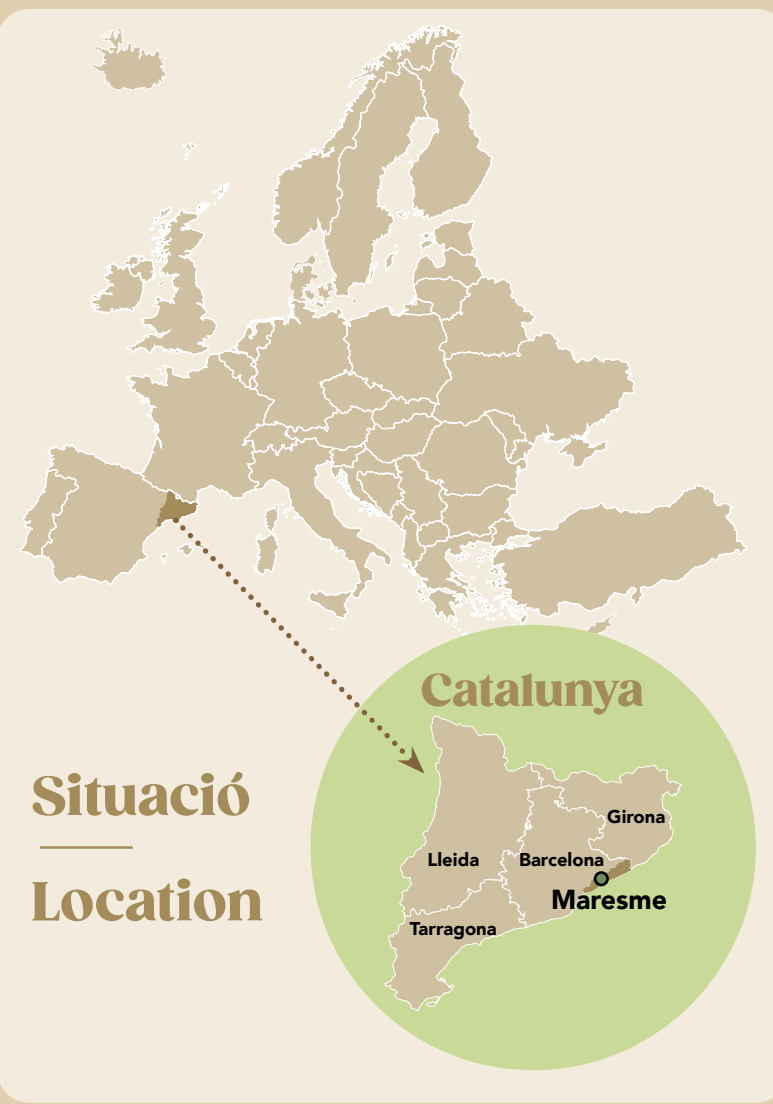 Catalunya
Situació
Location
Girona
Lleida
Barcelona
Maresme
Tarragona